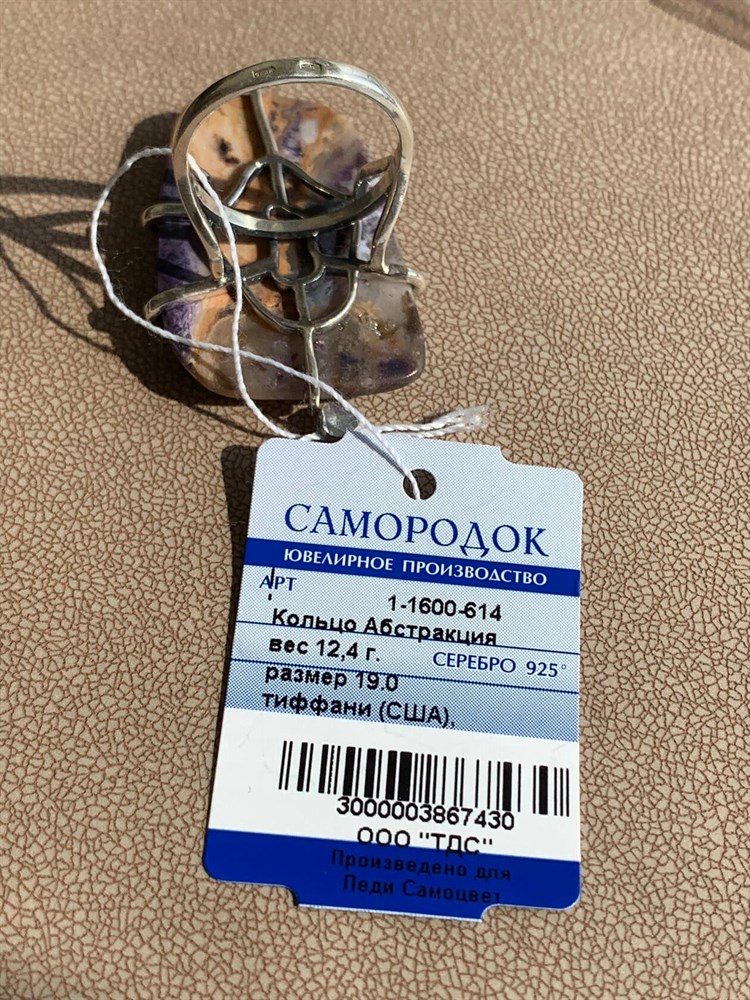 САМОРОДОК
ЮВЕЛИРНОЕ ПРОИЗВОДСТВО
АРТ
1-1600-614
Кольцо Абстракция
вес 12,4 г.
СЕРЕБРО 925°
размер 19.0
тиффани (США),
3000003867430
ООО "ТДС"
Произведено для
Леди Самоцвет